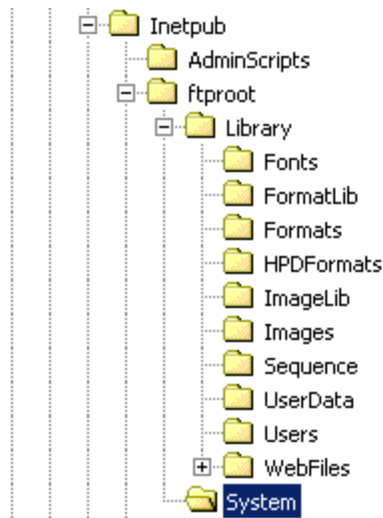 Inetpub
AdminScripts
ftproot
Library
Fonts
FormatLib
Formats
HPDFormats
ImageLib
Images
Sequence
UserData
Users
WebFiles
System